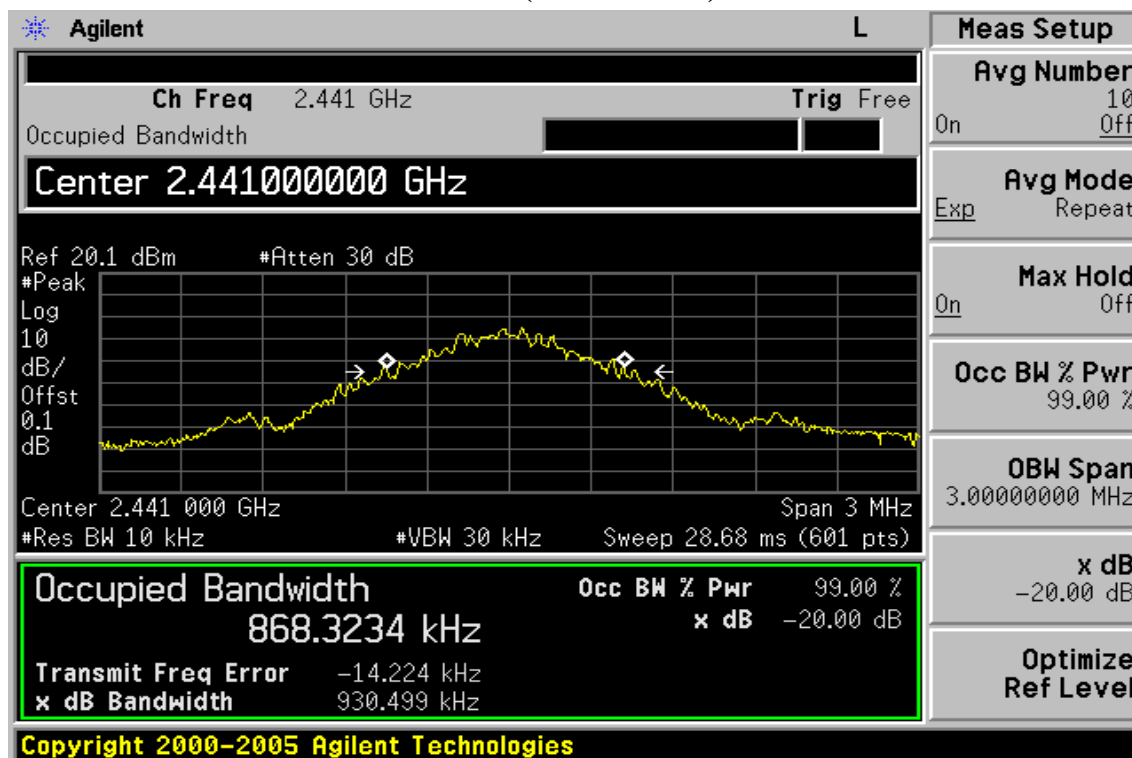 Agilent L Meas Setup
Ch Freq 2.441 GHz Trig Free
Occupied Bandwidth
Center 2.441000000 GHz
Ref 20.1 dBm #Atten 30 dB
#Peak
Log
10
dB/
Offst
0.1
dB
Center 2.441 000 GHz Span 3 MHz
#Res BW 10 kHz #VBW 30 kHz Sweep 28.68 ms (601 pts)
Occupied Bandwidth Occ BW % Pwr 99.00 %
868.3234 kHz x dB -20.00 dB
Transmit Freq Error -14.224 kHz
x dB Bandwidth 930.499 kHz
Copyright 2000-2005 Agilent Technologies
Avg Number
10
On Off
Avg Mode
Exp Repeat
Max Hold
On Off
Occ BW % Pwr
99.00 %
OBW Span
3.00000000 MHz
x dB
-20.00 dB
Optimize
Ref Level